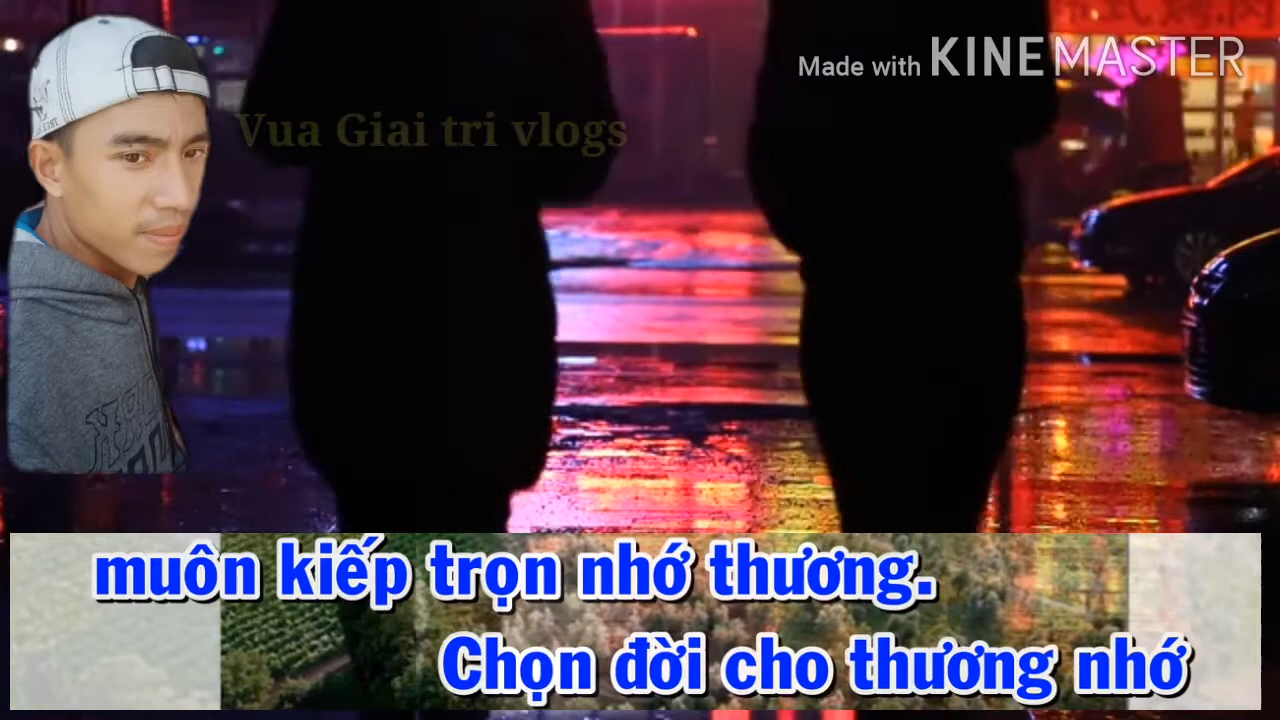 Made with KINEMASTER
Vua Giai tri vlogs
muôn kiếp trọn nhớ thương.
Chọn đời cho thương nhớ